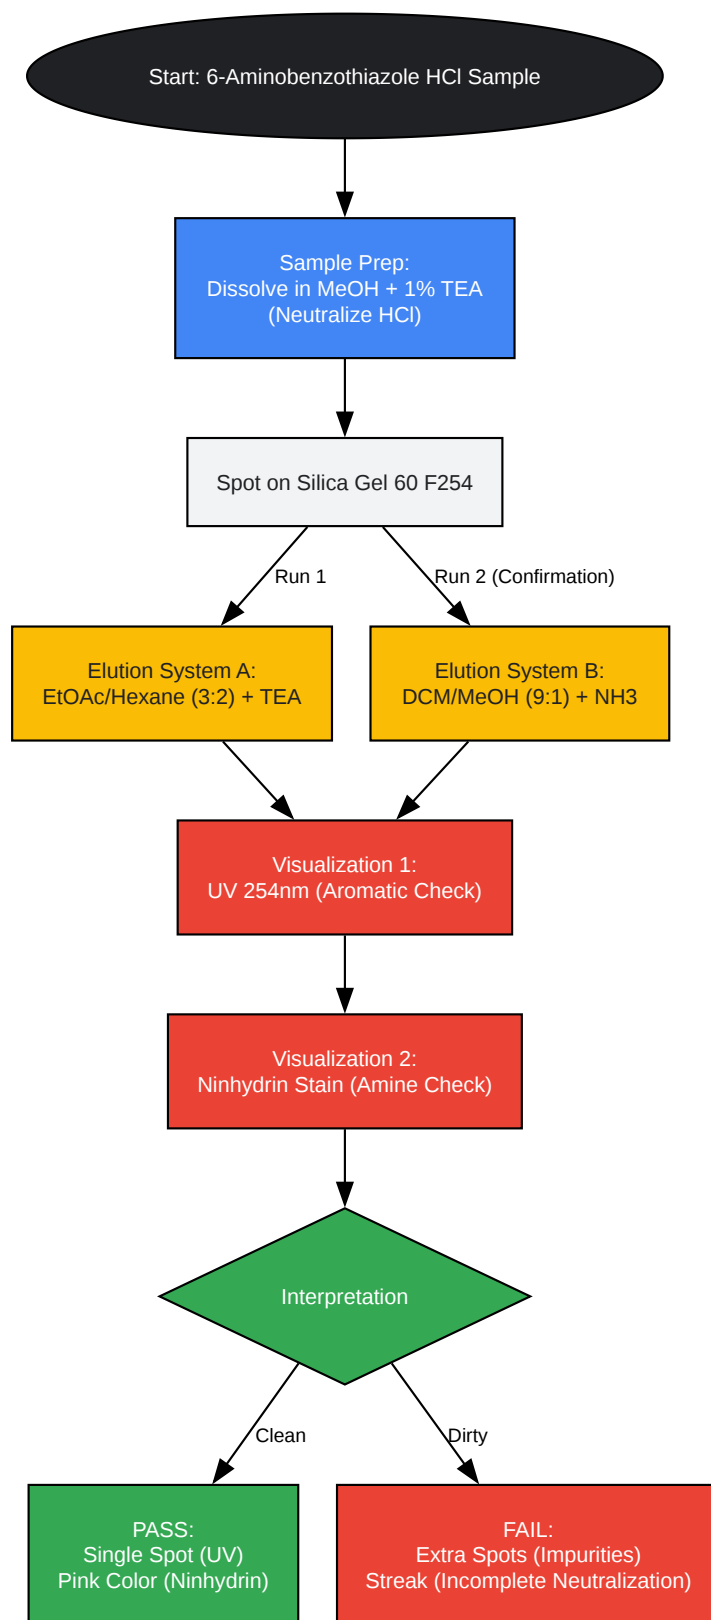 Start: 6-Aminobenzothiazole HCl Sample
Sample Prep:
Dissolve in MeOH + 1% TEA
(Neutralize HCl)
Spot on Silica Gel 60 F254
Run 1
Run 2 (Confirmation)
Elution System A:
EtOAc/Hexane (3:2) + TEA
Elution System B:
DCM/MeOH (9:1) + NH3
Visualization 1:
UV 254nm (Aromatic Check)
Visualization 2:
Ninhydrin Stain (Amine Check)
Interpretation
Clean
Dirty
PASS:
Single Spot (UV)
Pink Color (Ninhydrin)
FAIL:
Extra Spots (Impurities)
Streak (Incomplete Neutralization)